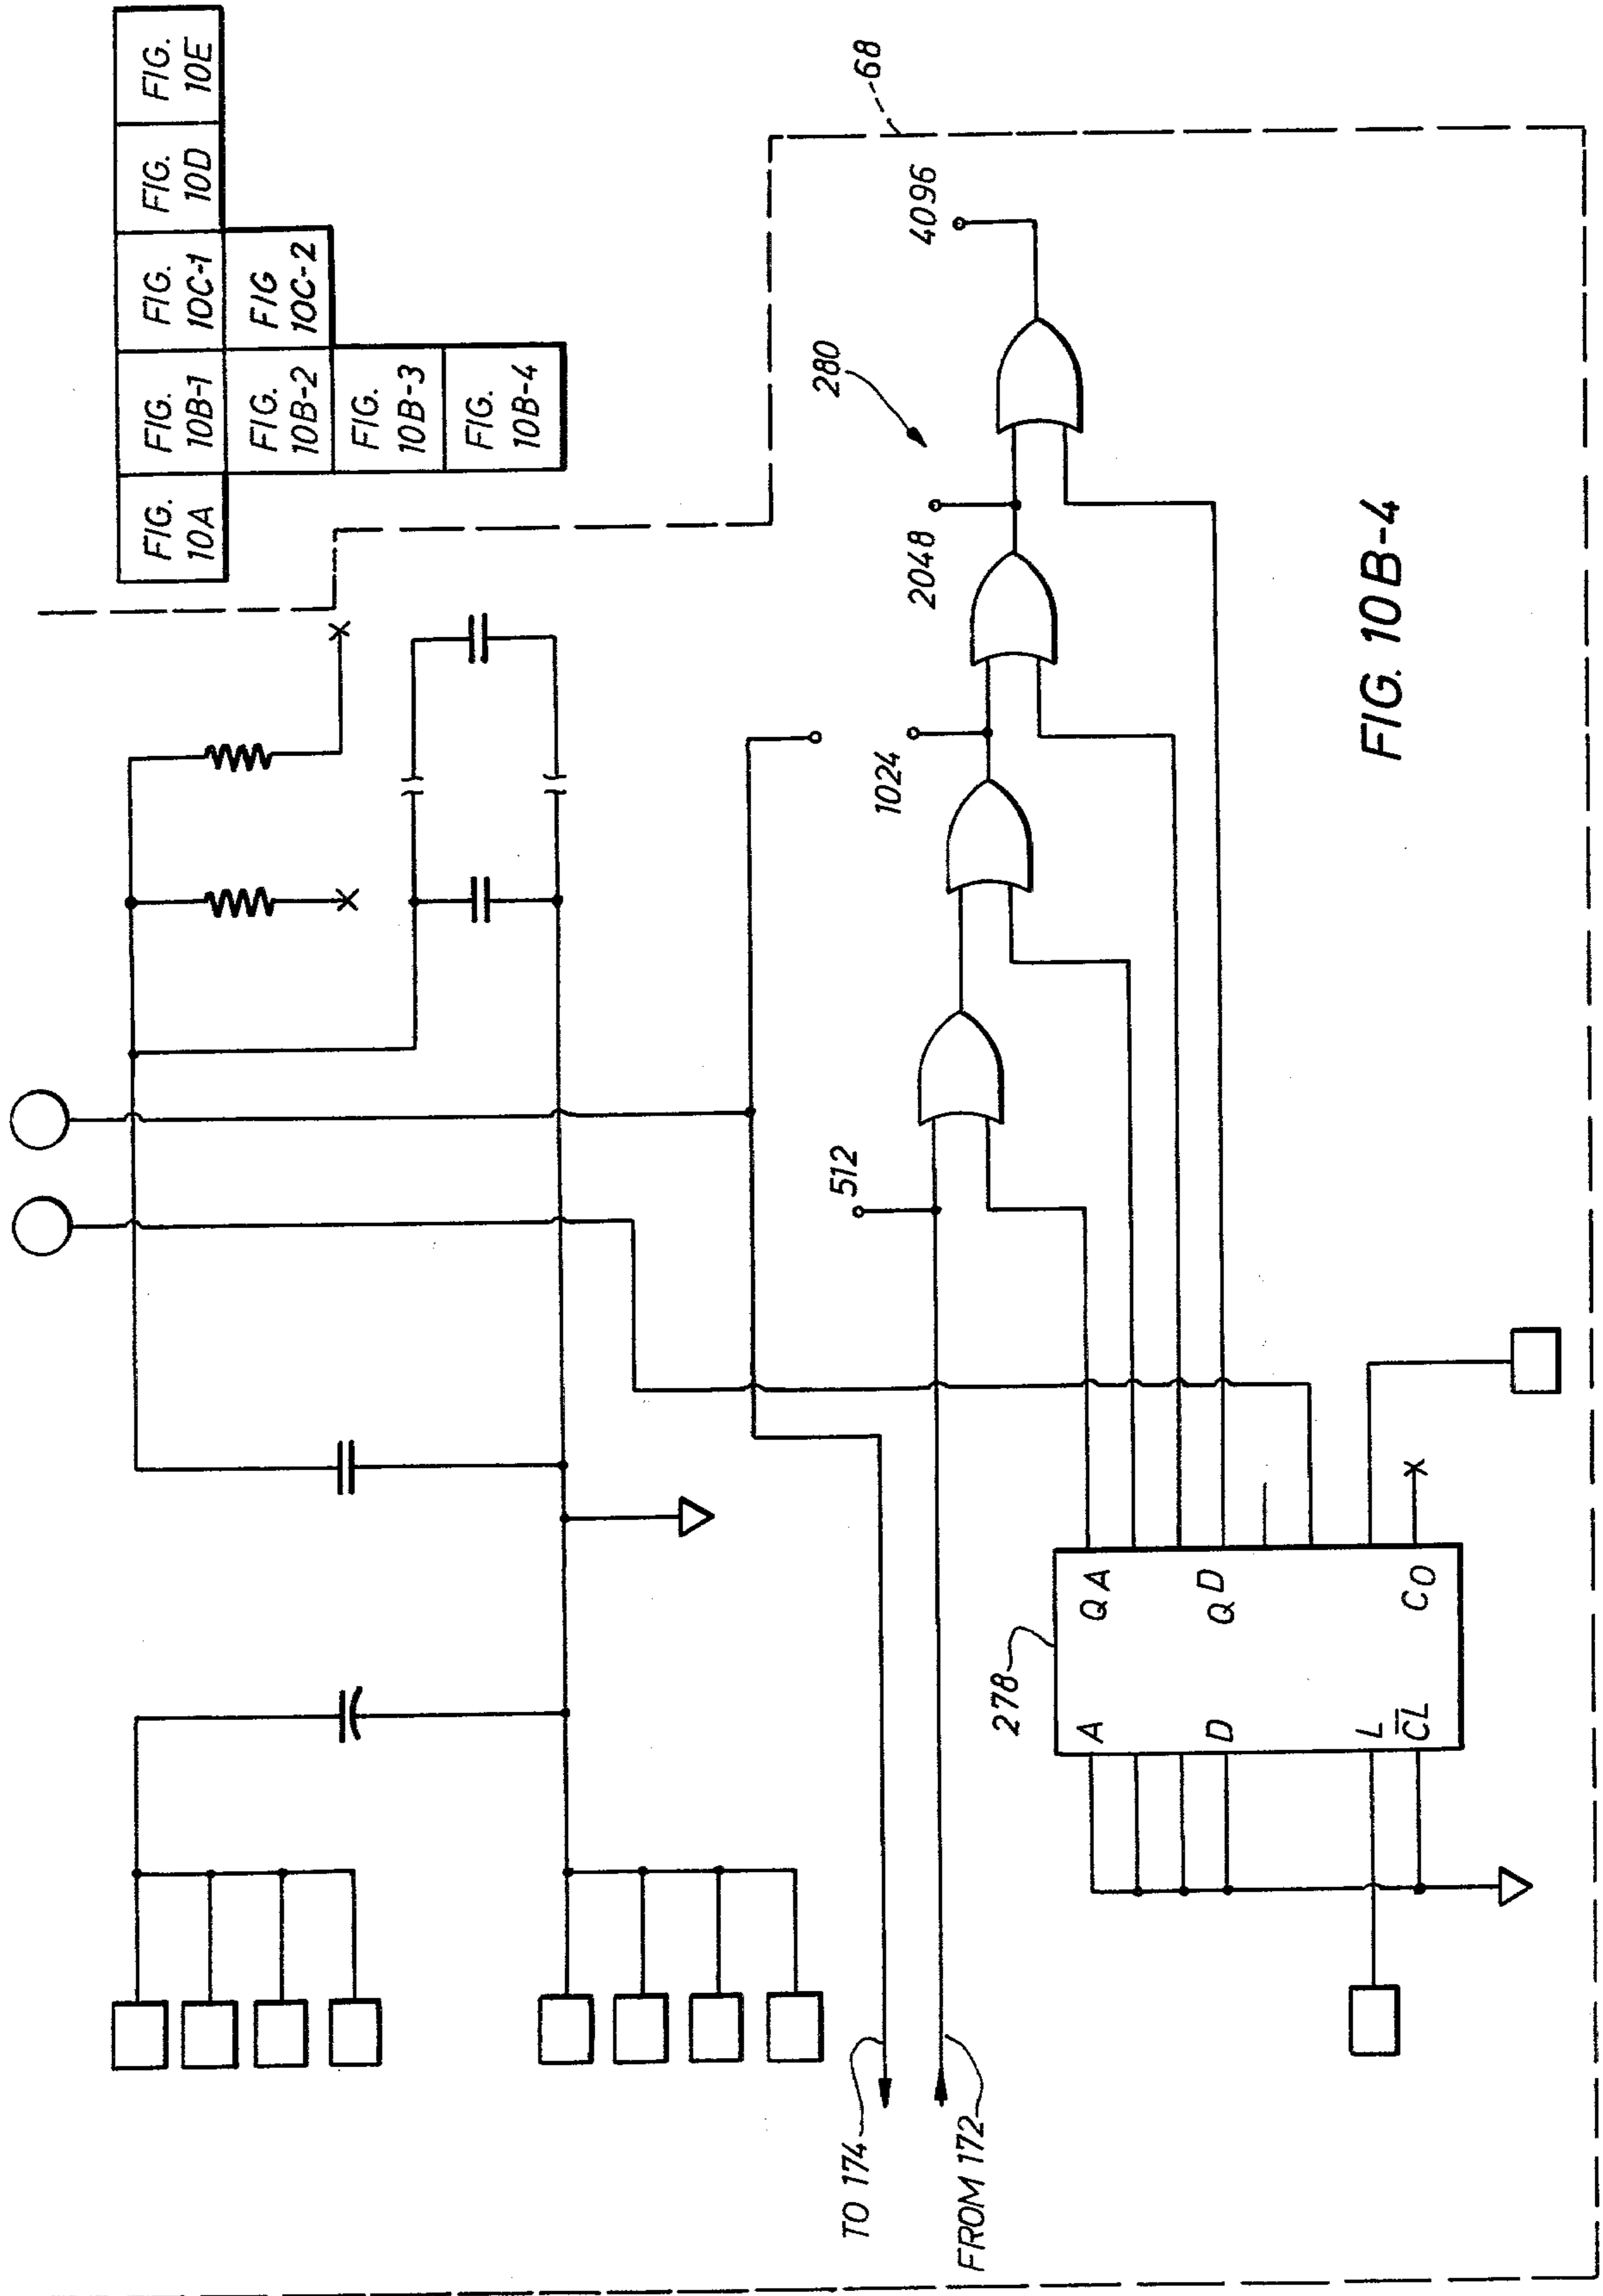 FIG. 10A
FIG. 10B-1
FIG. 10C-1
FIG. 10D
FIG. 10E
FIG. 10B-2
FIG 10C-2
FIG. 10B-3
FIG. 10B-4
68
280
4096
2048
1024
512
TO 174
FROM 172
278
A
QA
D
QD
L
CL
CO
FIG. 10B-4